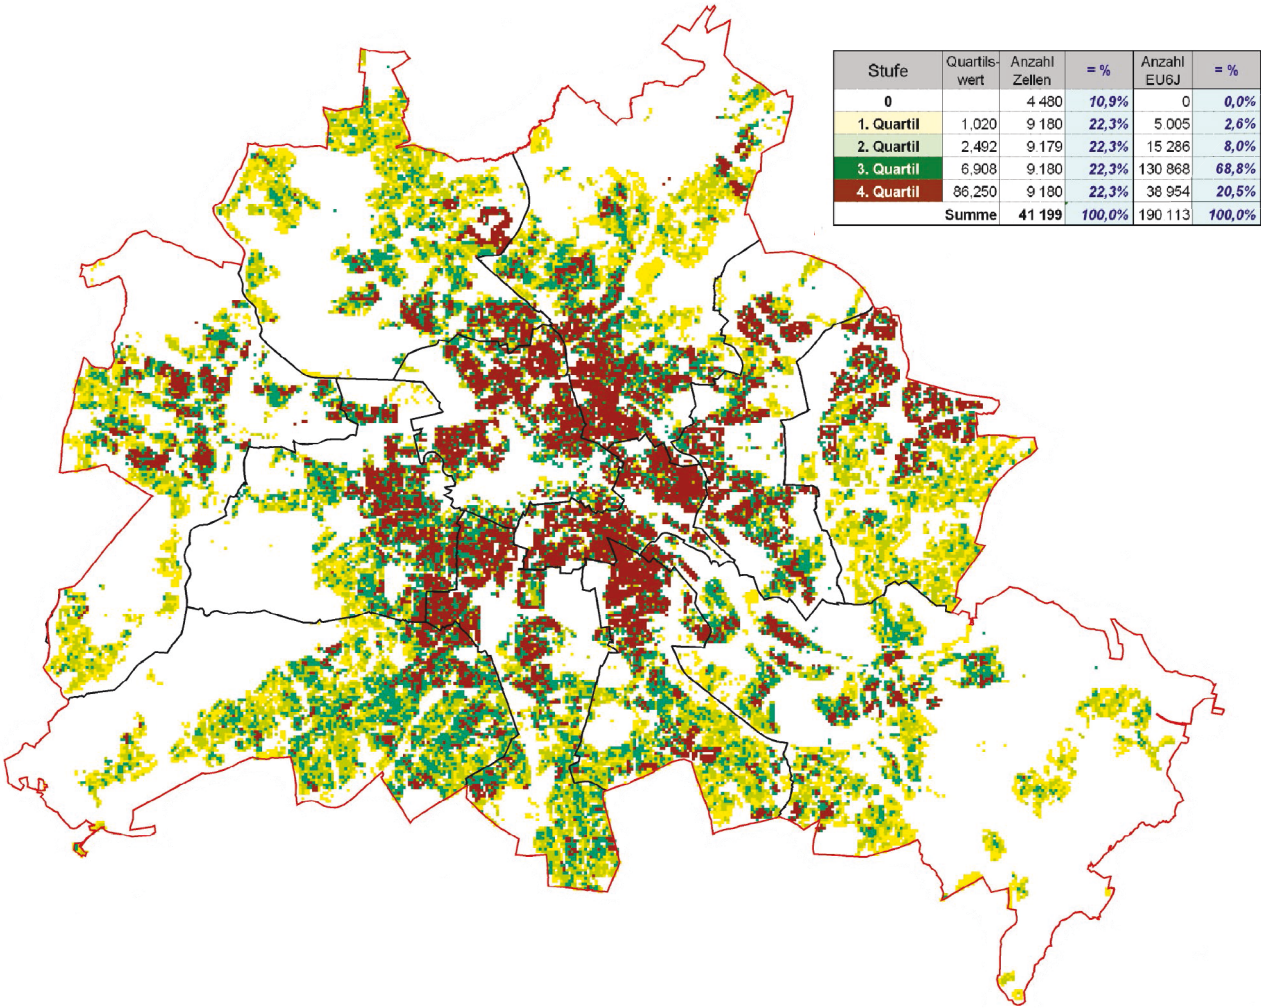 Stufe Quartils- wert Anzahl Zellen = % Anzahl EU6J = %
0 4 480 10,9% 0 0,0%
1. Quartil 1,020 9 180 22,3% 5.005 2,6%
2. Quartil 2,492 9.179 22,3% 15 286 8,0%
3. Quartil 6,908 9.180 22,3% 130 868 68,8%
4. Quartil 86,250 9 180 22,3% 38 954 20,5%
Summe 41 199 100,0% 190 113 100,0%